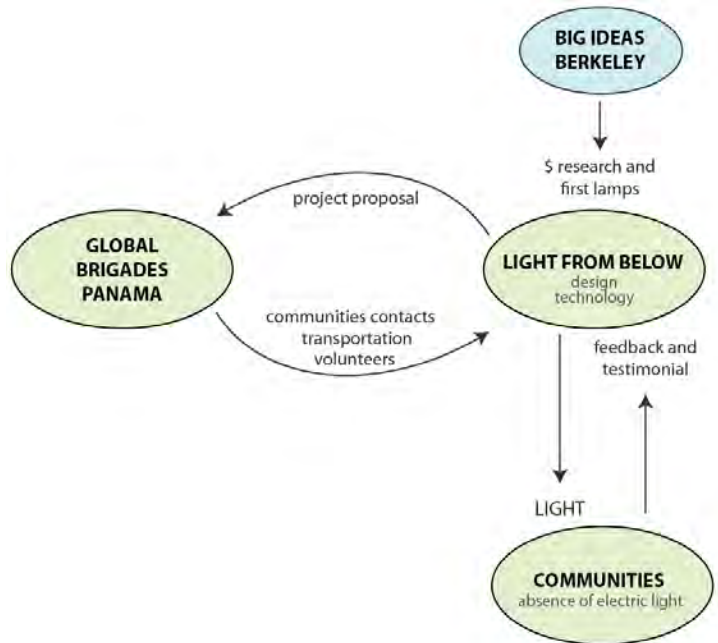 BIG IDEAS
BERKELEY
$ research and
first lamps
project proposal
GLOBAL
BRIGADES
PANAMA
LIGHT FROM BELOW
design
technology
communities contacts
transportation
volunteers
feedback and
testimonial
LIGHT
COMMUNITIES
absence of electric light